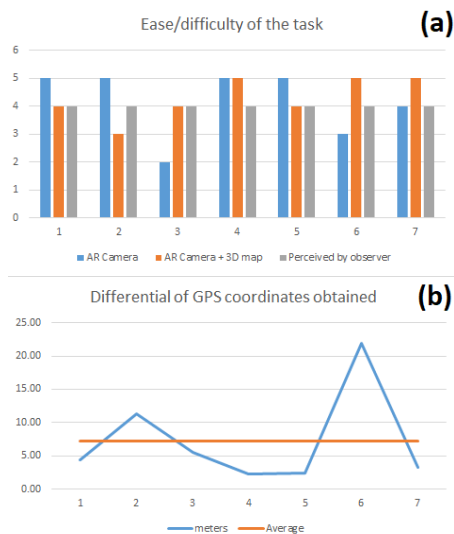 Ease/difficulty of the task
(a)
6
5
4
3
2
1
0
1 2 3 4 5 6 7
AR Camera AR Camera + 3D map Perceived by observer
Differential of GPS coordinates obtained
(b)
25.00
20.00
15.00
10.00
5.00
0.00
1 2 3 4 5 6 7
meters Average